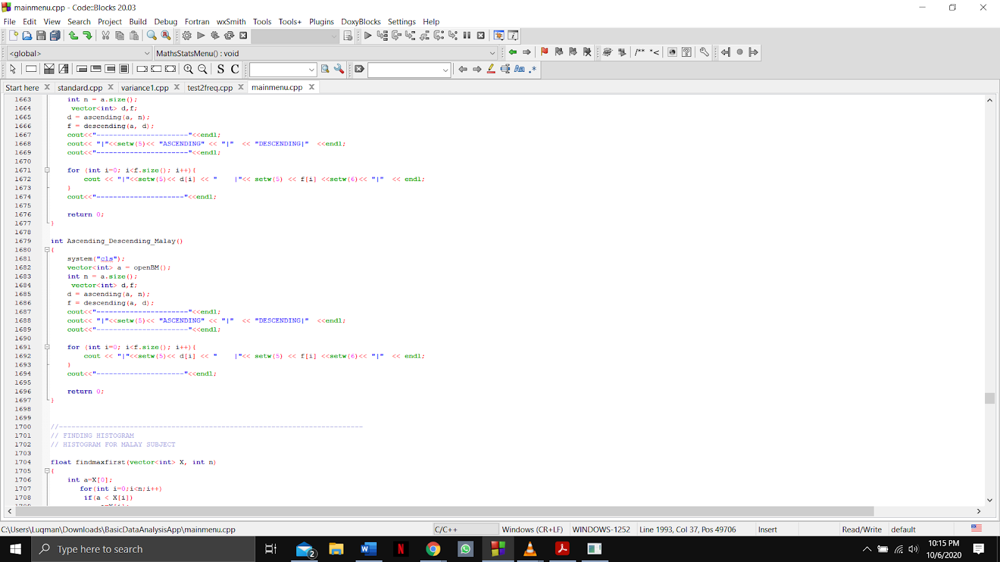 mainmenu.cpp - Code::Blocks 20.03
File Edit View Search Project Build Debug Fortran wxSmith Tools Tools+ Plugins DoxyBlocks Settings Help
<global> MathsStatsMenu() : void
/** *<
S C Aa .*
Start here standard.cpp variance1.cpp test2freq.cpp mainmenu.cpp
1663 int n = a.size();
1664 vector<int> d,f;
1665 d = ascending(a, n);
1666 f = descending(a, d);
1667 cout<<"----------------------"<<endl;
1668 cout<< "|"<<setw(5)<< "ASCENDING" << "|" << "DESCENDING|" <<endl;
1669 cout<<"----------------------"<<endl;
1670
1671 for (int i=0; i<f.size(); i++){
1672 cout << "|"<<setw(5)<< d[i] << "    |"<< setw(5) << f[i] <<setw(6)<< "|" << endl;
1673 }
1674 cout<<"---------------------"<<endl;
1675
1676 return 0;
1677 }
1678
1679 int Ascending_Descending_Malay()
1680 {
1681 system("cls");
1682 vector<int> a = openBM();
1683 int n = a.size();
1684 vector<int> d,f;
1685 d = ascending(a, n);
1686 f = descending(a, d);
1687 cout<<"----------------------"<<endl;
1688 cout<< "|"<<setw(5)<< "ASCENDING" << "|" << "DESCENDING|" <<endl;
1689 cout<<"----------------------"<<endl;
1690
1691 for (int i=0; i<f.size(); i++){
1692 cout << "|"<<setw(5)<< d[i] << "    |"<< setw(5) << f[i] <<setw(6)<< "|" << endl;
1693 }
1694 cout<<"---------------------"<<endl;
1695
1696 return 0;
1697 }
1698
1699
1700 //-------------------------------------------------------------------------
1701 // FINDING HISTOGRAM
1702 // HISTOGRAM FOR MALAY SUBJECT
1703
1704 float findmaxfirst(vector<int> X, int n)
1705 {
1706 int a=X[0];
1707 for(int i=0;i<n;i++)
1708 if(a < X[i])
C:\Users\Luqman\Downloads\BasicDataAnalysisApp\mainmenu.cpp C/C++ Windows (CR+LF) WINDOWS-1252 Line 1993, Col 37, Pos 49706 Insert Read/Write default
Type here to search
2
W
N
10:15 PM
10/6/2020